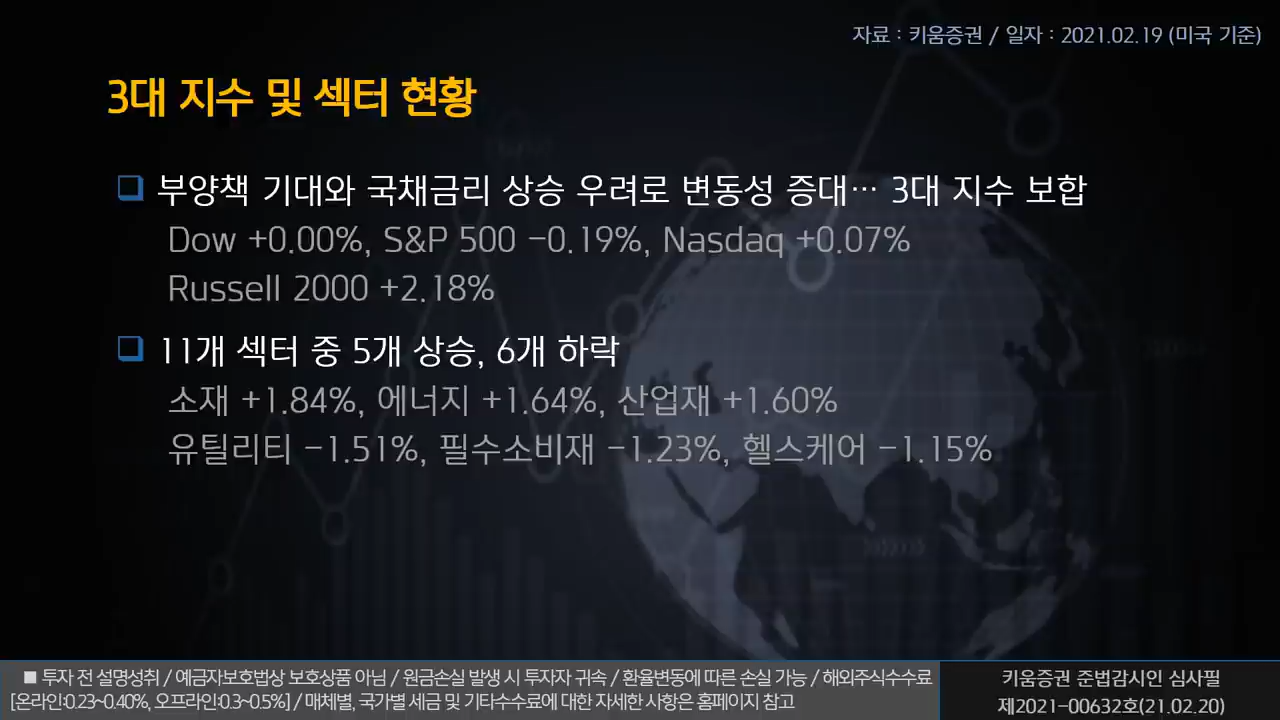 자료 : 키움증권 / 일자 : 2021.02.19 (미국 기준)
3대 지수 및 섹터 현황
❑ 부양책 기대와 국채금리 상승 우려로 변동성 증대… 3대 지수 보합
Dow +0.00%, S&P 500 -0.19%, Nasdaq +0.07%
Russell 2000 +2.18%
❑ 11개 섹터 중 5개 상승, 6개 하락
소재 +1.84%, 에너지 +1.64%, 산업재 +1.60%
유틸리티 -1.51%, 필수소비재 -1.23%, 헬스케어 -1.15%
■ 투자 전 설명성취 / 예금자보호법상 보호상품 아님 / 원금손실 발생 시 투자자 귀속 / 환율변동에 따른 손실 가능 / 해외주식수수료
[온라인:0.23~0.40%, 오프라인:0.3~0.5%] / 매체별, 국가별 세금 및 기타수수료에 대한 자세한 사항은 홈페이지 참고
키움증권 준법감시인 심사필
제2021-00632호(21.02.20)